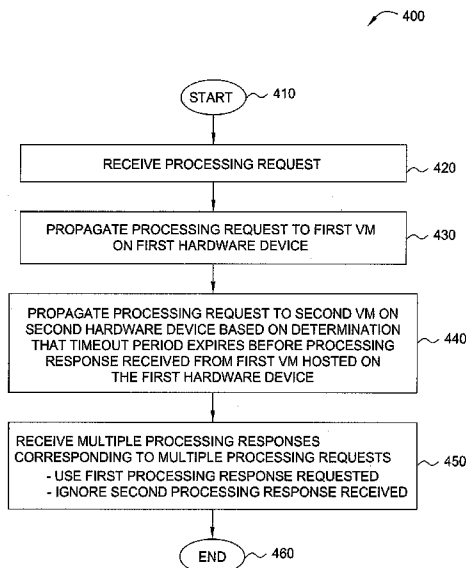 400
START
410
RECEIVE PROCESSING REQUEST
420
PROPAGATE PROCESSING REQUEST TO FIRST VM
ON FIRST HARDWARE DEVICE
430
PROPAGATE PROCESSING REQUEST TO SECOND VM ON
SECOND HARDWARE DEVICE BASED ON DETERMINATION
THAT TIMEOUT PERIOD EXPIRES BEFORE PROCESSING
RESPONSE RECEIVED FROM FIRST VM HOSTED ON
THE FIRST HARDWARE DEVICE
440
RECEIVE MULTIPLE PROCESSING RESPONSES
CORRESPONDING TO MULTIPLE PROCESSING REQUESTS
- USE FIRST PROCESSING RESPONSE REQUESTED
- IGNORE SECOND PROCESSING RESPONSE RECEIVED
450
END
460